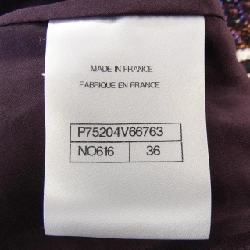 MADE IN FRANCE
FABRIQUE EN FRANCE
P75204V66763
NO616 36